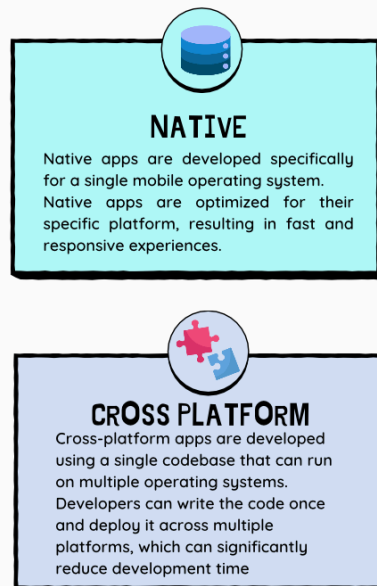 NATIVE
Native apps are developed specifically
for a single mobile operating system.
Native apps are optimized for their
specific platform, resulting in fast and
responsive experiences.
CROSS PLATFORM
Cross-platform apps are developed
using a single codebase that can run
on multiple operating systems.
Developers can write the code once
and deploy it across multiple
platforms, which can significantly
reduce development time